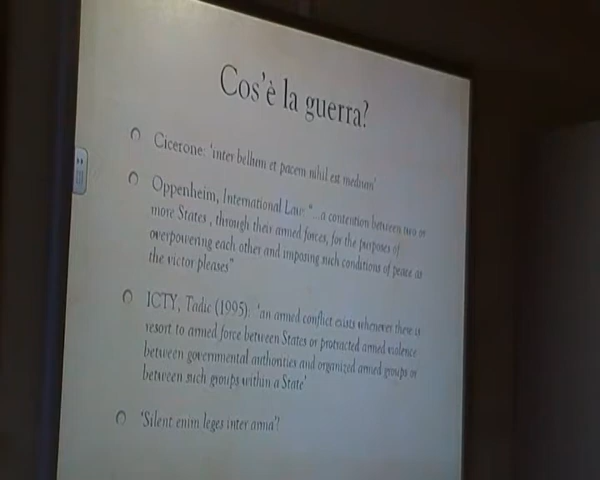 Cos'è la guerra?
Cicerone: 'inter bellum et pacem nihil est medium'
Oppenheim, International Law: "...a contention between two or
more States , through their armed forces, for the purposes of
overpowering each other and imposing such conditions of peace as
the victor pleases"
ICTY, Tadic (1995): 'an armed conflict exists whenever there is
resort to armed force between States or protracted armed violence
between governmental authorities and organized armed groups or
between such groups within a State'
'Silent enim leges inter arma'?